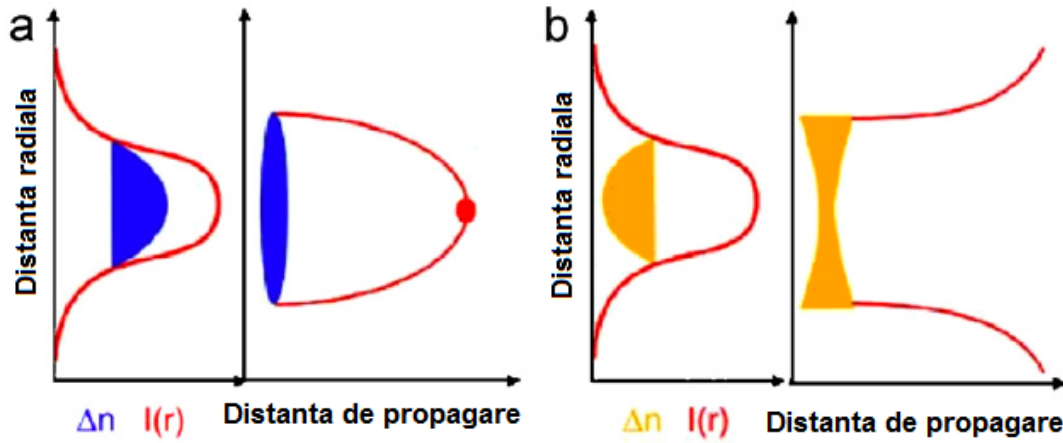 a
Distanta radiala
Δn I(r)
Distanta de propagare
b
Distanta radiala
Δn I(r)
Distanta de propagare